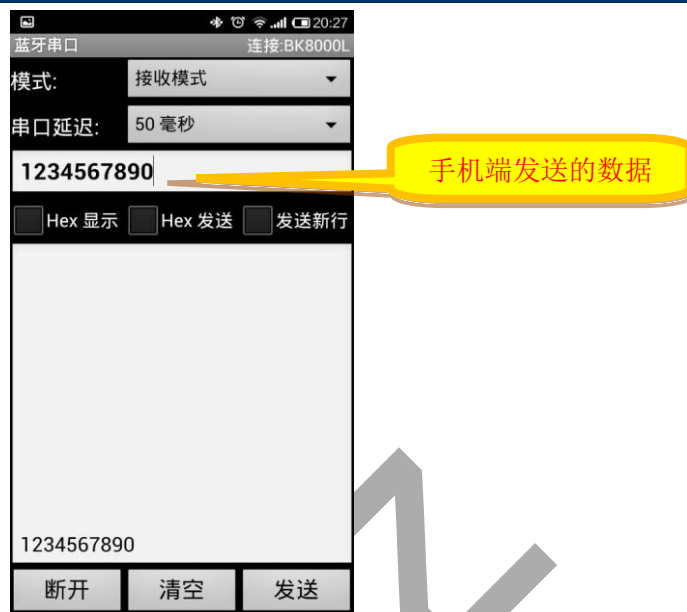 20:27
蓝牙串口 连接:BK8000L
模式: 接收模式
串口延迟: 50 毫秒
1234567890
手机端发送的数据
Hex 显示 Hex 发送 发送新行
1234567890
断开 清空 发送